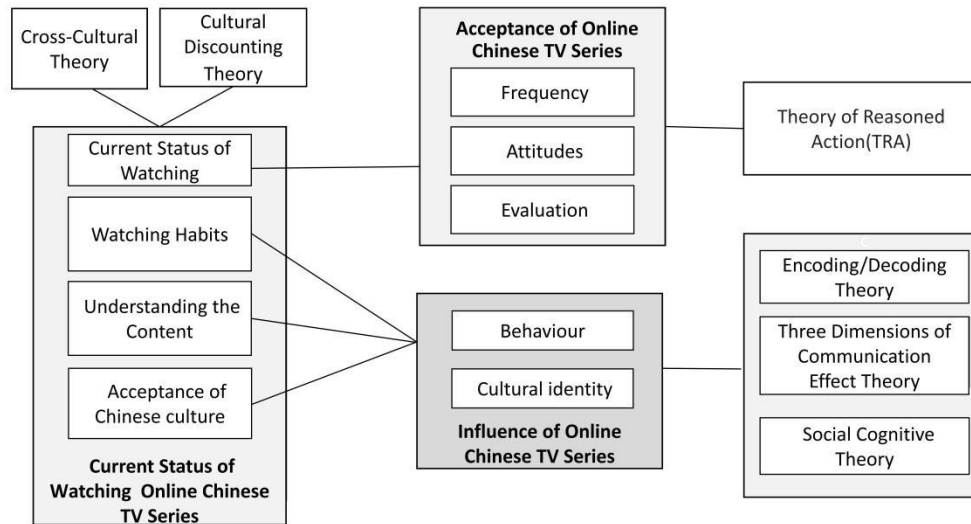 Cross-Cultural
Theory
Cultural
Discounting
Theory
Current Status of
Watching
Watching Habits
Understanding the
Content
Acceptance of
Chinese culture
Current Status of
Watching Online Chinese
TV Series
Acceptance of Online
Chinese TV Series
Frequency
Attitudes
Evaluation
Behaviour
Cultural identity
Influence of Online
Chinese TV Series
Theory of Reasoned
Action(TRA)
Encoding/Decoding
Theory
Three Dimensions of
Communication
Effect Theory
Social Cognitive
Theory